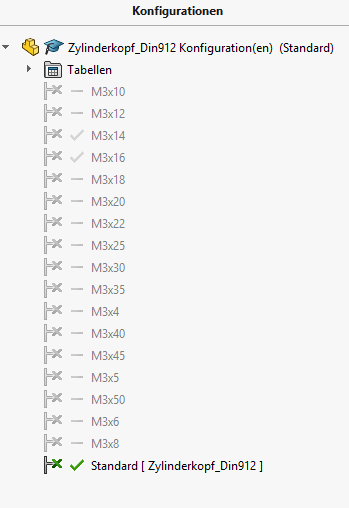 Konfigurationen
Zylinderkopf_Din912 Konfiguration(en) (Standard)
Tabellen
M3x10
M3x12
M3x14
M3x16
M3x18
M3x20
M3x22
M3x25
M3x30
M3x35
M3x4
M3x40
M3x45
M3x5
M3x50
M3x6
M3x8
Standard [ Zylinderkopf_Din912 ]